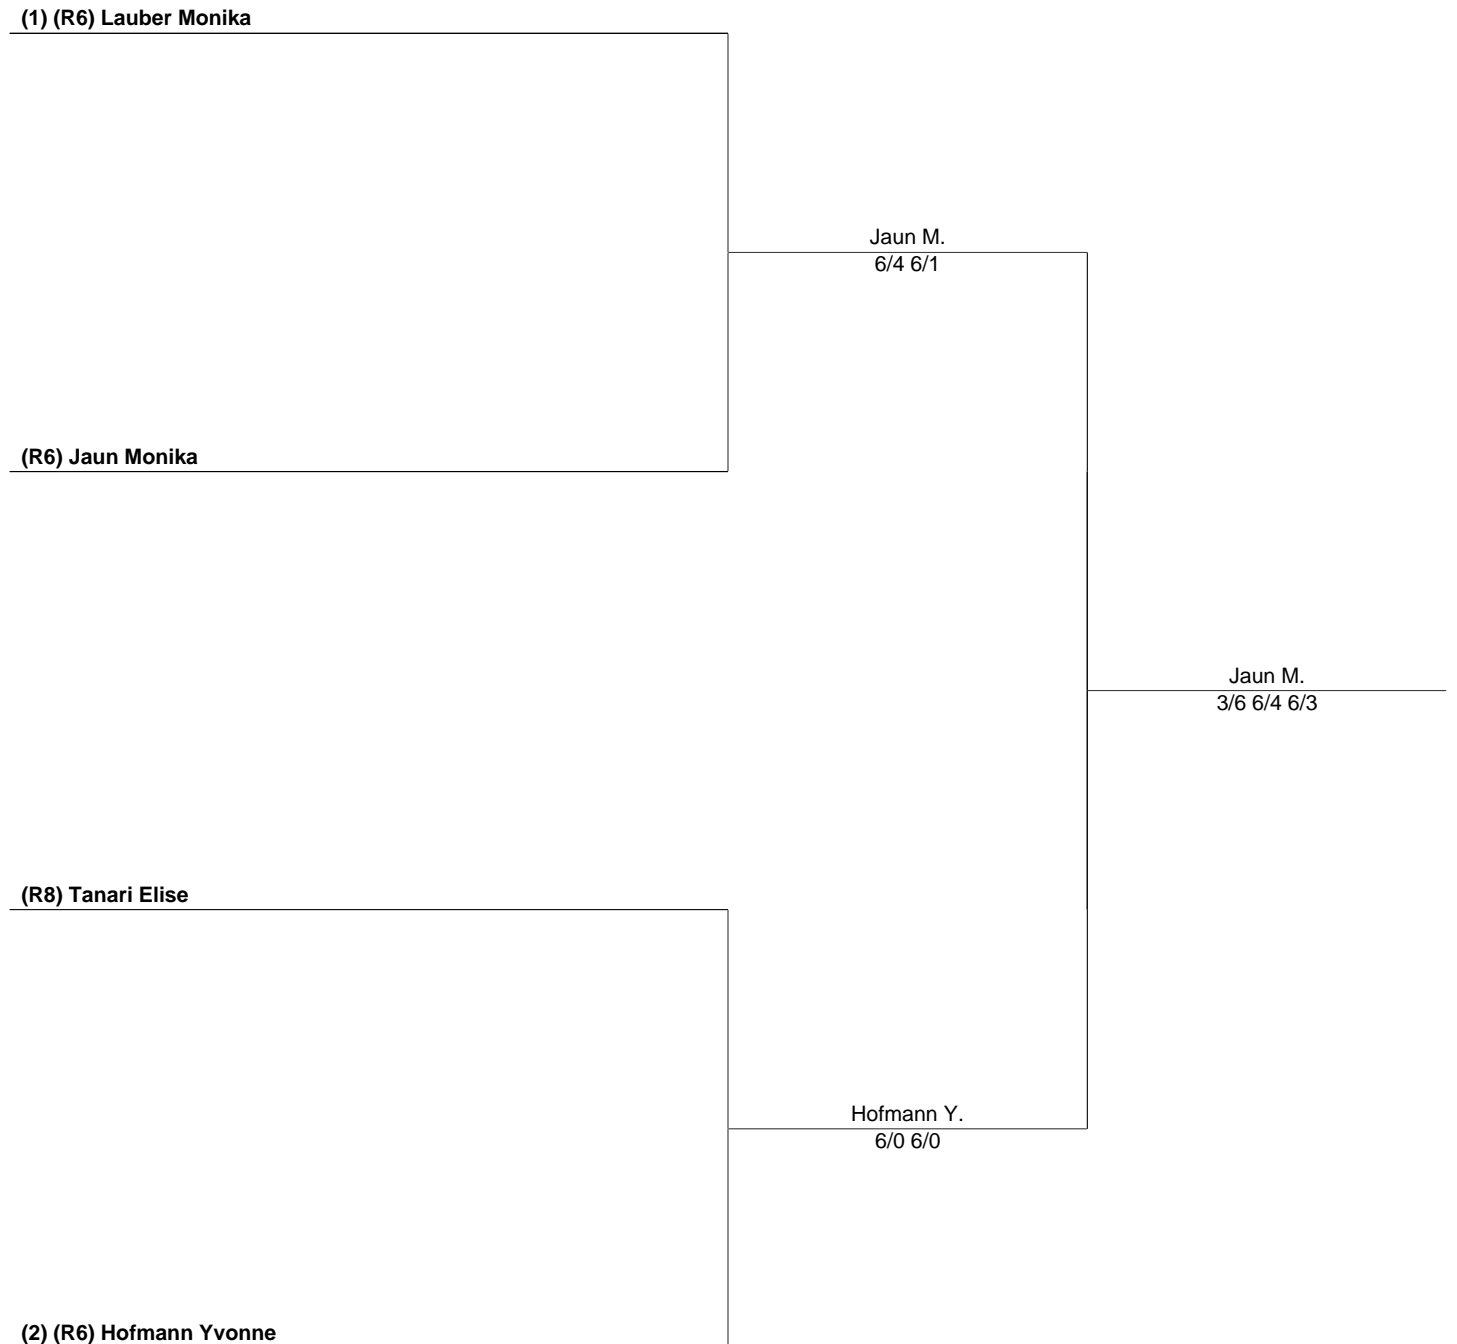 (1) (R6) Lauber Monika
Jaun M.
6/4 6/1
(R6) Jaun Monika
Jaun M.
3/6 6/4 6/3
(R8) Tanari Elise
Hofmann Y.
6/0 6/0
(2) (R6) Hofmann Yvonne